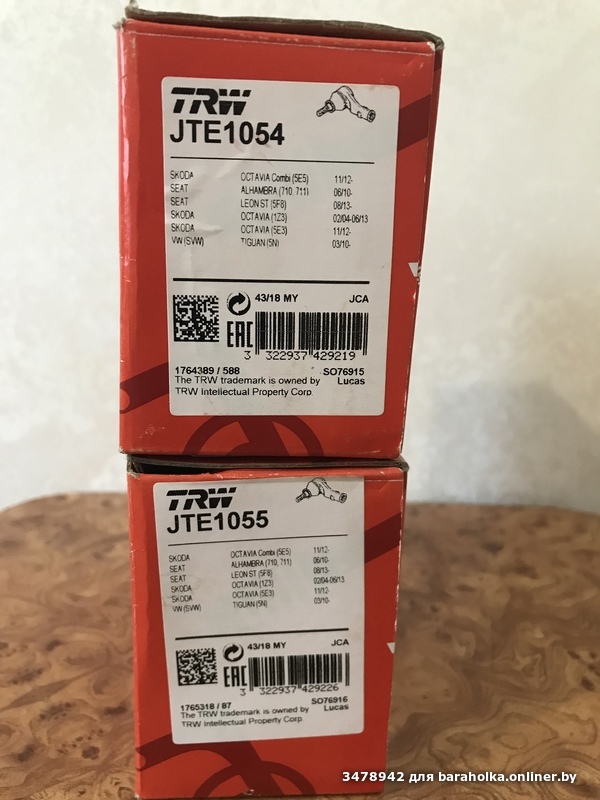 TRW
JTE1054
SKODA OCTAVIA Combi (5E5) 11/12-
SEAT ALHAMBRA (710, 711) 06/10-
SEAT LEON ST (5F8) 08/13-
SKODA OCTAVIA (1Z3) 02/04-06/13
SKODA OCTAVIA (5E3) 11/12-
VW (SVW) TIGUAN (5N) 03/10-
43/18 MY JCA
EAC
3 322937 429219
1764389 / 588 SO76915
The TRW trademark is owned by Lucas
TRW Intellectual Property Corp.
TRW
JTE1055
SKODA OCTAVIA Combi (5E5) 11/12-
SEAT ALHAMBRA (710, 711) 06/10-
SEAT LEON ST (5F8) 08/13-
SKODA OCTAVIA (1Z3) 02/04-06/13
SKODA OCTAVIA (5E3) 11/12-
VW (SVW) TIGUAN (5N) 03/10-
43/18 MY JCA
EAC
3 322937 429226
1765318 / 87 SO76916
The TRW trademark is owned by Lucas
TRW Intellectual Property Corp.
3478942 для baraholka.onliner.by